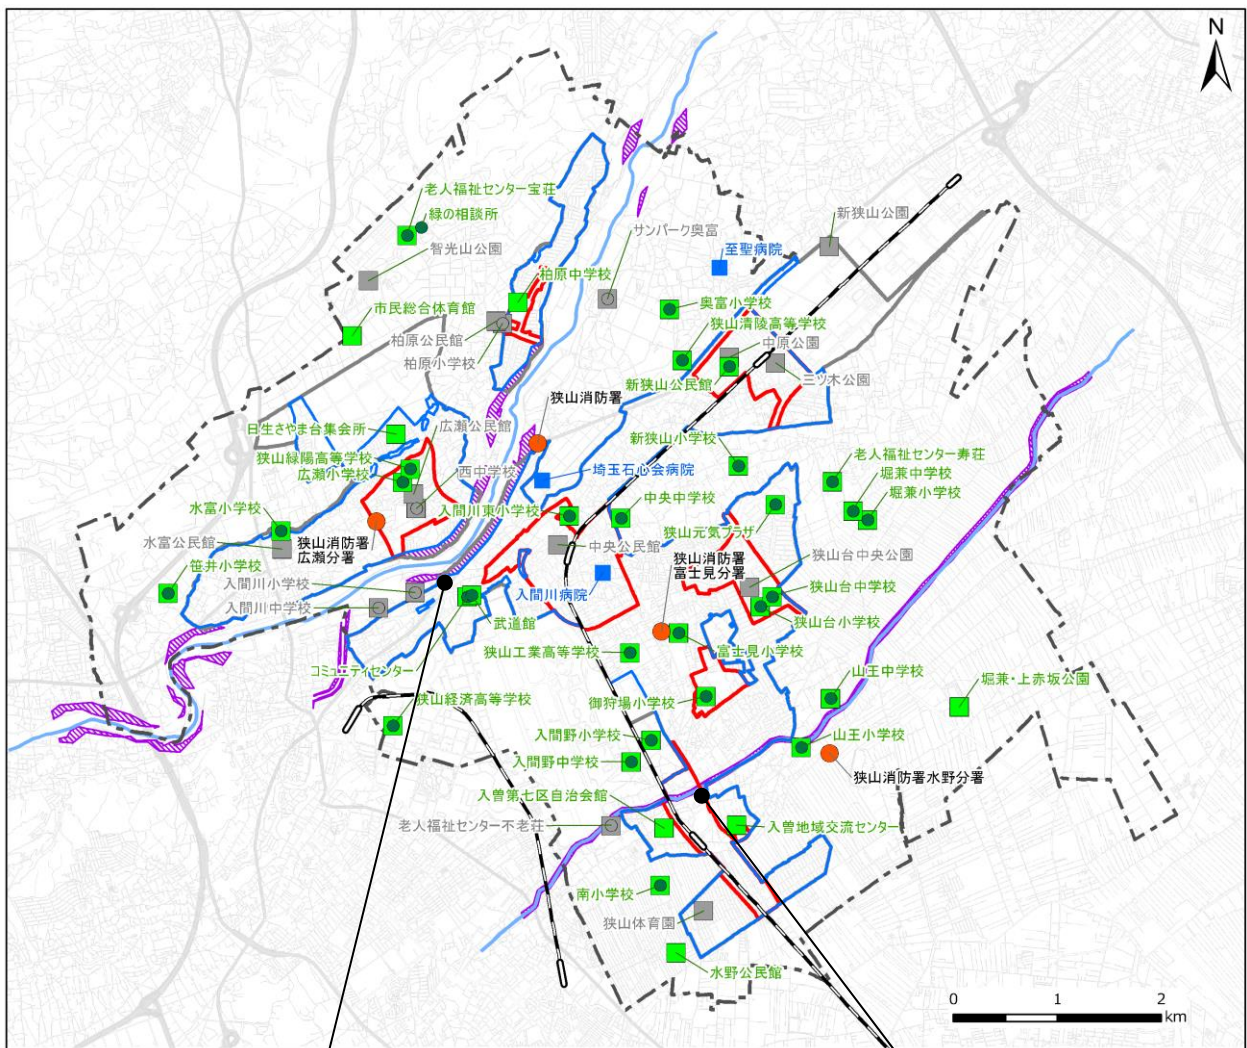 N
老人福祉センター宝荘
緑の相談所
智光山公園
サンパーク奥富
新狭山公園
至聖病院
柏原中学校
市民総合体育館
奥富小学校
柏原公民館
狭山清陵高等学校
中原公園
柏原小学校
三ツ木公園
新狭山公民館
狭山消防署
日生さやま台集会所
広瀬公民館
新狭山小学校
狭山緑陽高等学校
老人福祉センター寿荘
広瀬小学校
西中学校
埼玉石心会病院
堀兼中学校
堀兼小学校
水富小学校
入間川東小学校
中央中学校
狭山元気プラザ
水富公民館
狭山消防署
広瀬分署
中央公民館
狭山消防署
富士見分署
狭山台中央公園
笹井小学校
入間川小学校
狭山台中学校
入間川病院
入間川中学校
武道館
狭山台小学校
狭山工業高等学校
富士見小学校
コミュニティセンター
山王中学校
堀兼・上赤坂公園
狭山経済高等学校
御狩場小学校
入間野小学校
山王小学校
入間野中学校
狭山消防署水野分署
入曽第七区自治会館
老人福祉センター不老荘
入曽地域交流センター
南小学校
狭山体育園
水野公民館
0 1 2
km